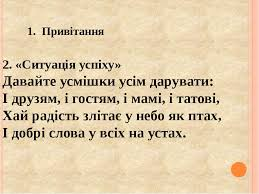 1. Привітання
2. «Ситуація успіху»
Давайте усмішки усім дарувати:
І друзям, і гостям, і мамі, і татові,
Хай радість злітає у небо як птах,
І добрі слова у всіх на устах.